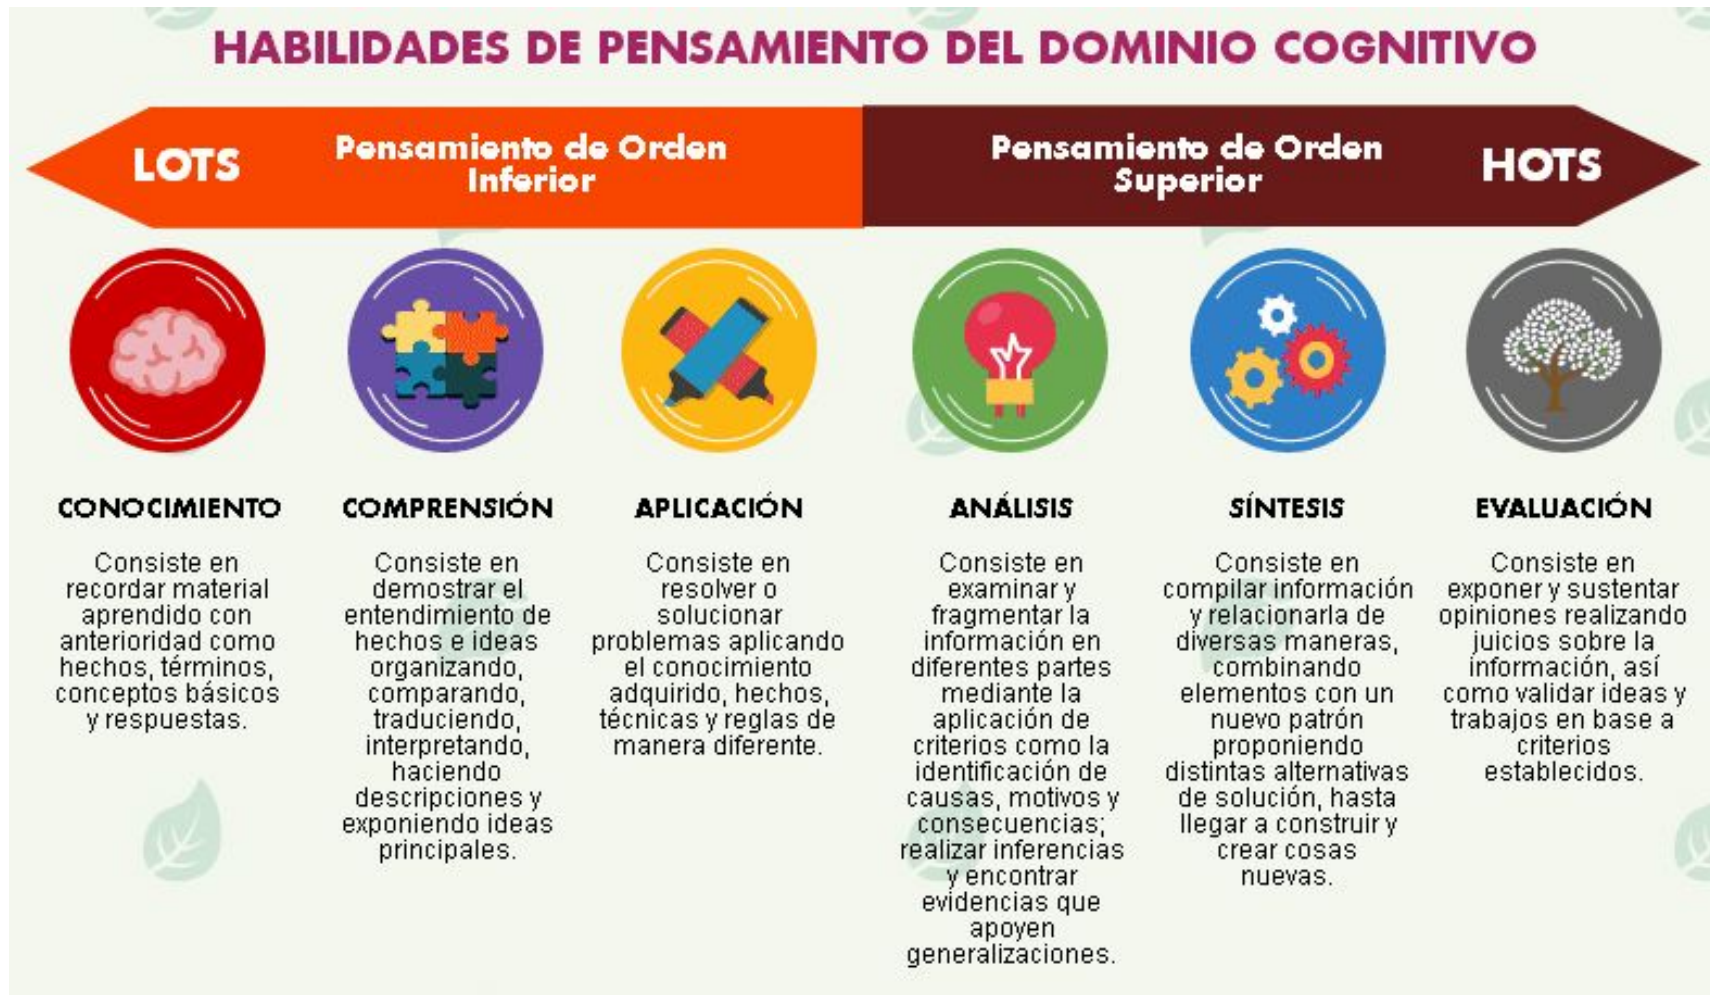 HABILIDADES DE PENSAMIENTO DEL DOMINIO COGNITIVO
LOTS
Pensamiento de Orden
Inferior
Pensamiento de Orden
Superior
HOTS
CONOCIMIENTO
Consiste en
recordar material
aprendido con
anterioridad como
hechos, términos,
conceptos básicos
y respuestas.
COMPRENSIÓN
Consiste en
demostrar el
entendimiento de
hechos e ideas
organizando,
comparando,
traduciendo,
interpretando,
haciendo
descripciones y
exponiendo ideas
principales.
APLICACIÓN
Consiste en
resolver o
solucionar
problemas aplicando
el conocimiento
adquirido, hechos,
técnicas y reglas de
manera diferente.
ANÁLISIS
Consiste en
examinar y
fragmentar la
información en
diferentes partes
mediante la
aplicación de
criterios como la
identificación de
causas, motivos y
consecuencias;
realizar inferencias
y encontrar
evidencias que
apoyen
generalizaciones.
SÍNTESIS
Consiste en
compilar información
y relacionarla de
diversas maneras,
combinando
elementos con un
nuevo patrón
proponiendo
distintas alternativas
de solución, hasta
llegar a construir y
crear cosas
nuevas.
EVALUACIÓN
Consiste en
exponer y sustentar
opiniones realizando
juicios sobre la
información, así
como validar ideas y
trabajos en base a
criterios
establecidos.